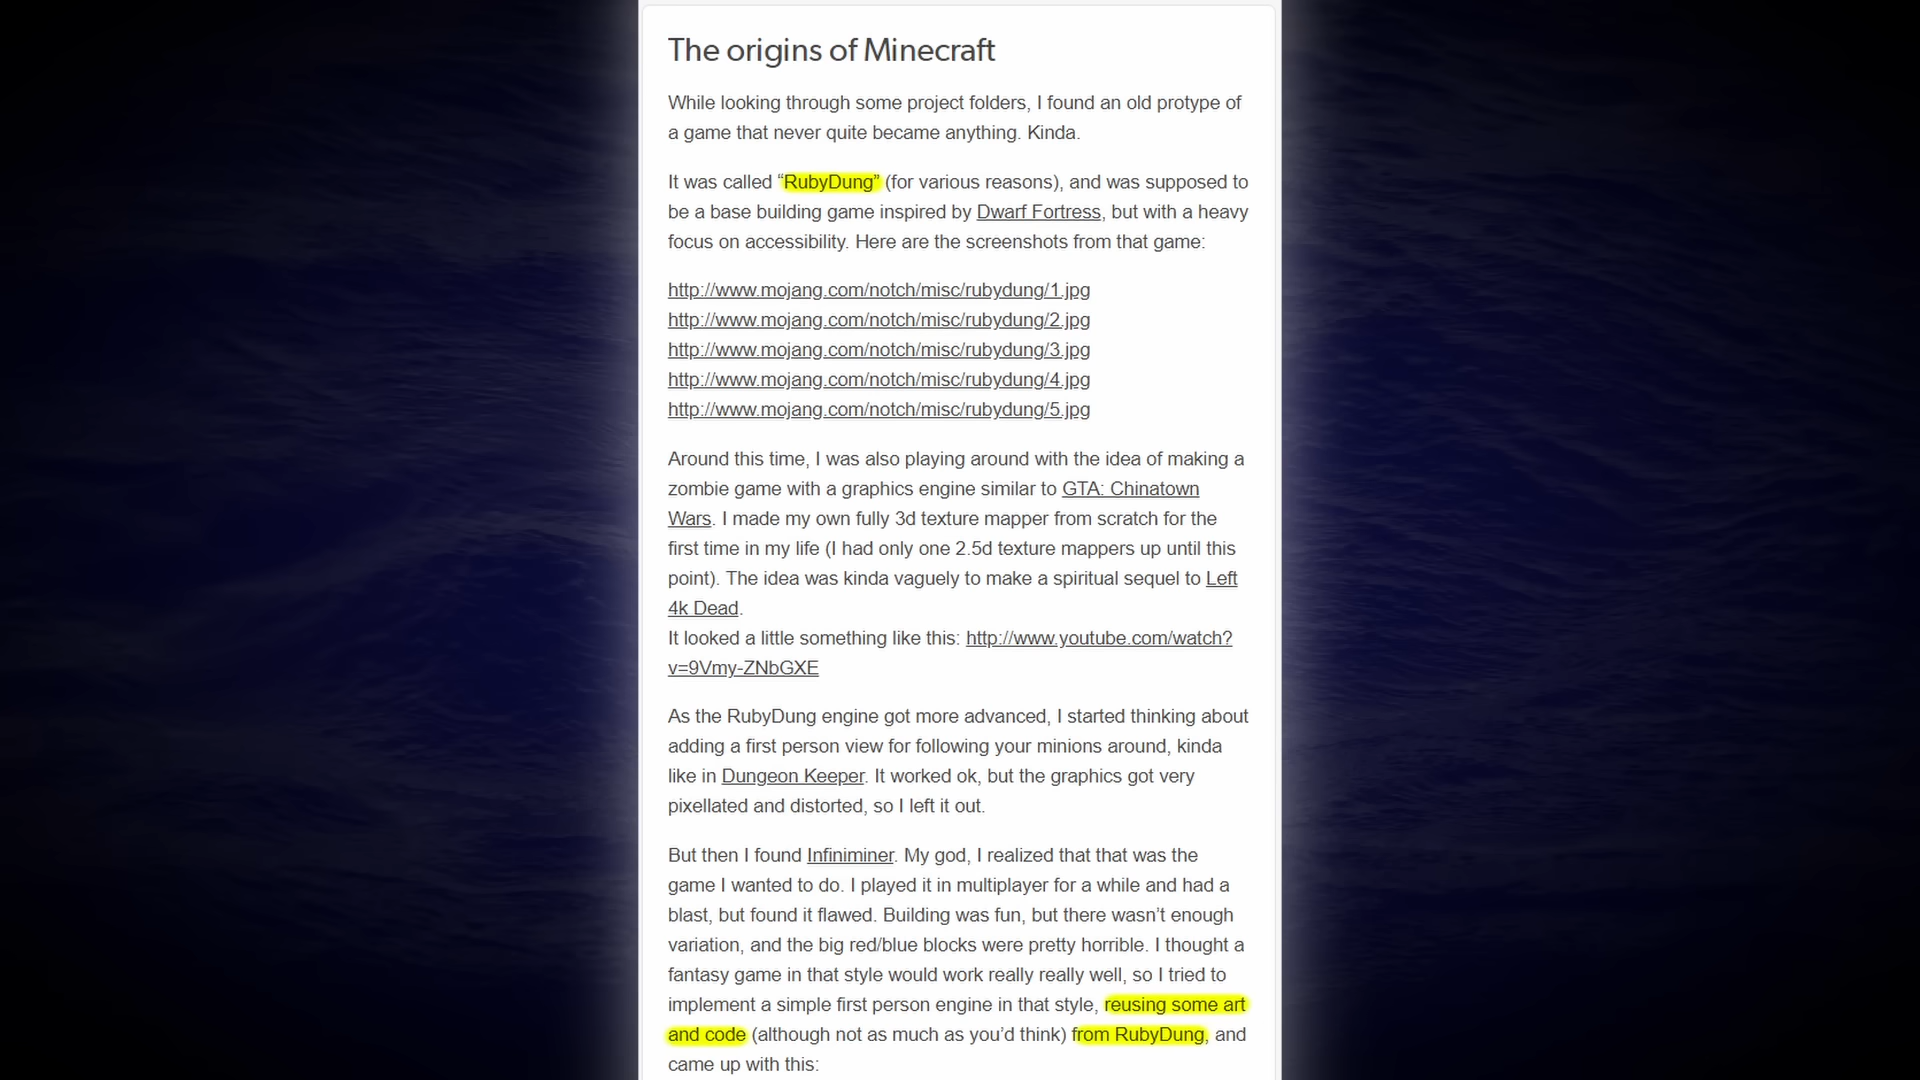 The origins of Minecraft
While looking through some project folders, I found an old protype of
a game that never quite became anything. Kinda.
It was called “RubyDung” (for various reasons), and was supposed to
be a base building game inspired by Dwarf Fortress, but with a heavy
focus on accessibility. Here are the screenshots from that game:
http://www.mojang.com/notch/misc/rubydung/1.jpg
http://www.mojang.com/notch/misc/rubydung/2.jpg
http://www.mojang.com/notch/misc/rubydung/3.jpg
http://www.mojang.com/notch/misc/rubydung/4.jpg
http://www.mojang.com/notch/misc/rubydung/5.jpg
Around this time, I was also playing around with the idea of making a
zombie game with a graphics engine similar to GTA: Chinatown
Wars. I made my own fully 3d texture mapper from scratch for the
first time in my life (I had only one 2.5d texture mappers up until this
point). The idea was kinda vaguely to make a spiritual sequel to Left
4k Dead.
It looked a little something like this: http://www.youtube.com/watch?
v=9Vmy-ZNbGXE
As the RubyDung engine got more advanced, I started thinking about
adding a first person view for following your minions around, kinda
like in Dungeon Keeper. It worked ok, but the graphics got very
pixellated and distorted, so I left it out.
But then I found Infiniminer. My god, I realized that that was the
game I wanted to do. I played it in multiplayer for a while and had a
blast, but found it flawed. Building was fun, but there wasn’t enough
variation, and the big red/blue blocks were pretty horrible. I thought a
fantasy game in that style would work really really well, so I tried to
implement a simple first person engine in that style, reusing some art
and code (although not as much as you’d think) from RubyDung, and
came up with this: